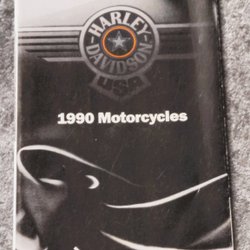 HARLEY-
DAVIDSON
USA
1990 Motorcycles